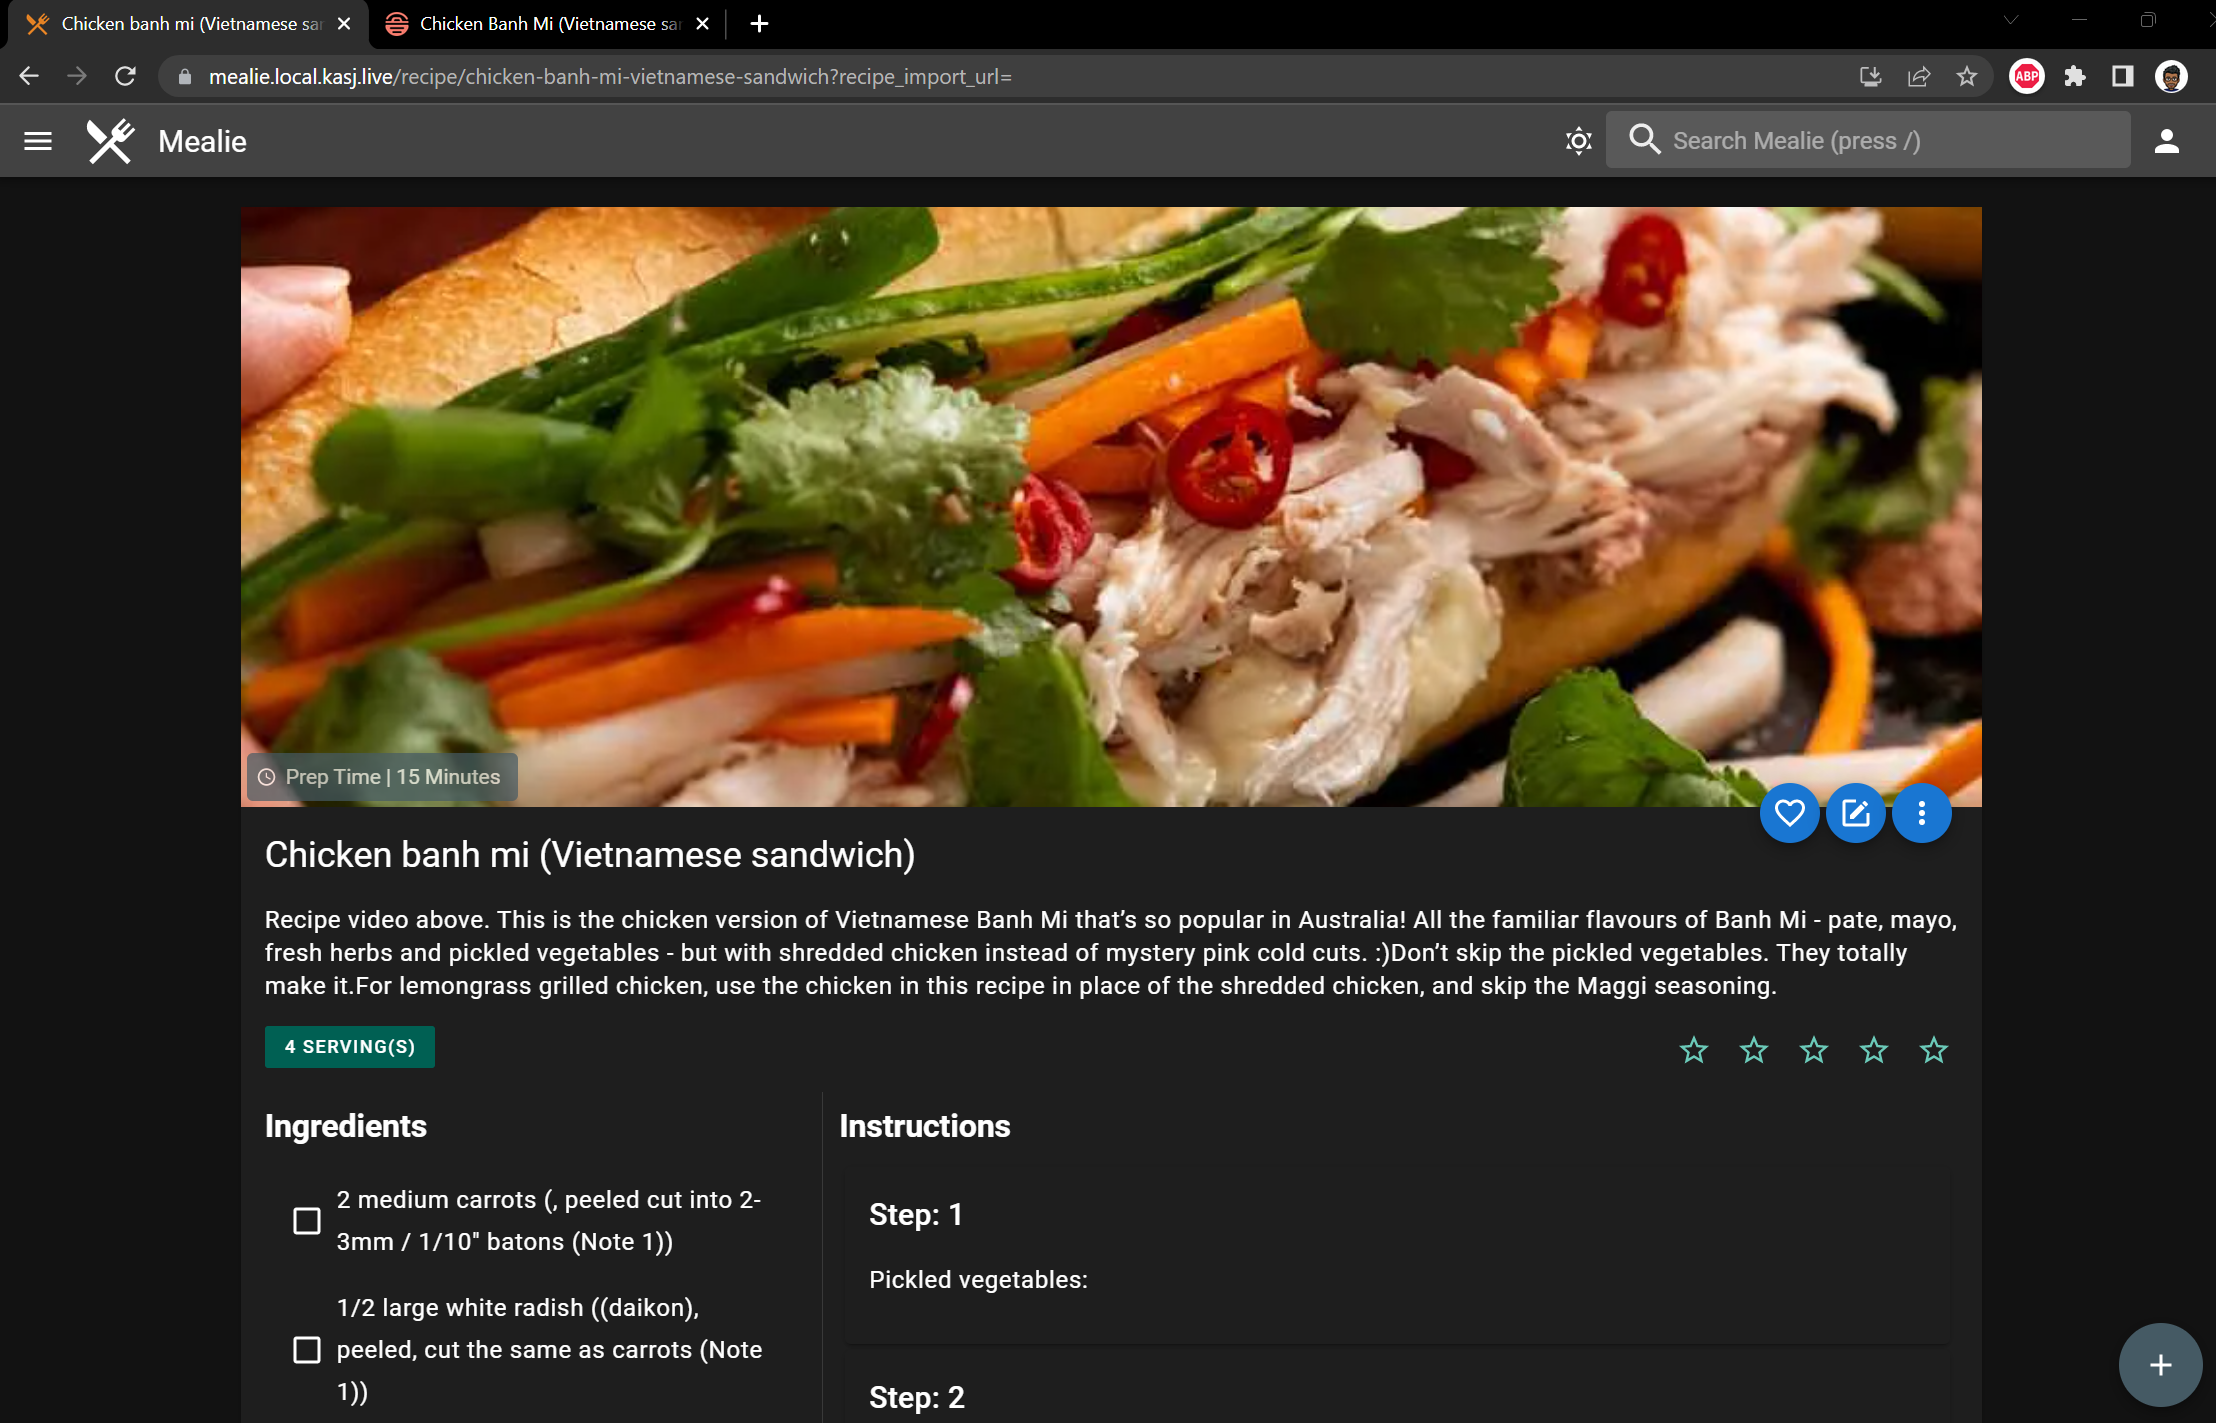 Chicken banh mi (Vietnamese sa
Chicken Banh Mi (Vietnamese sa
mealie.local.kasj.live/recipe/chicken-banh-mi-vietnamese-sandwich?recipe_import_url=
ABP
Mealie
Search Mealie (press /)
Prep Time | 15 Minutes
Chicken banh mi (Vietnamese sandwich)
Recipe video above. This is the chicken version of Vietnamese Banh Mi that’s so popular in Australia! All the familiar flavours of Banh Mi - pate, mayo,
fresh herbs and pickled vegetables - but with shredded chicken instead of mystery pink cold cuts. :)Don’t skip the pickled vegetables. They totally
make it.For lemongrass grilled chicken, use the chicken in this recipe in place of the shredded chicken, and skip the Maggi seasoning.
4 SERVING(S)
Ingredients
2 medium carrots (, peeled cut into 2-
3mm / 1/10" batons (Note 1))
1/2 large white radish ((daikon),
peeled, cut the same as carrots (Note
1))
Instructions
Step: 1
Pickled vegetables:
Step: 2